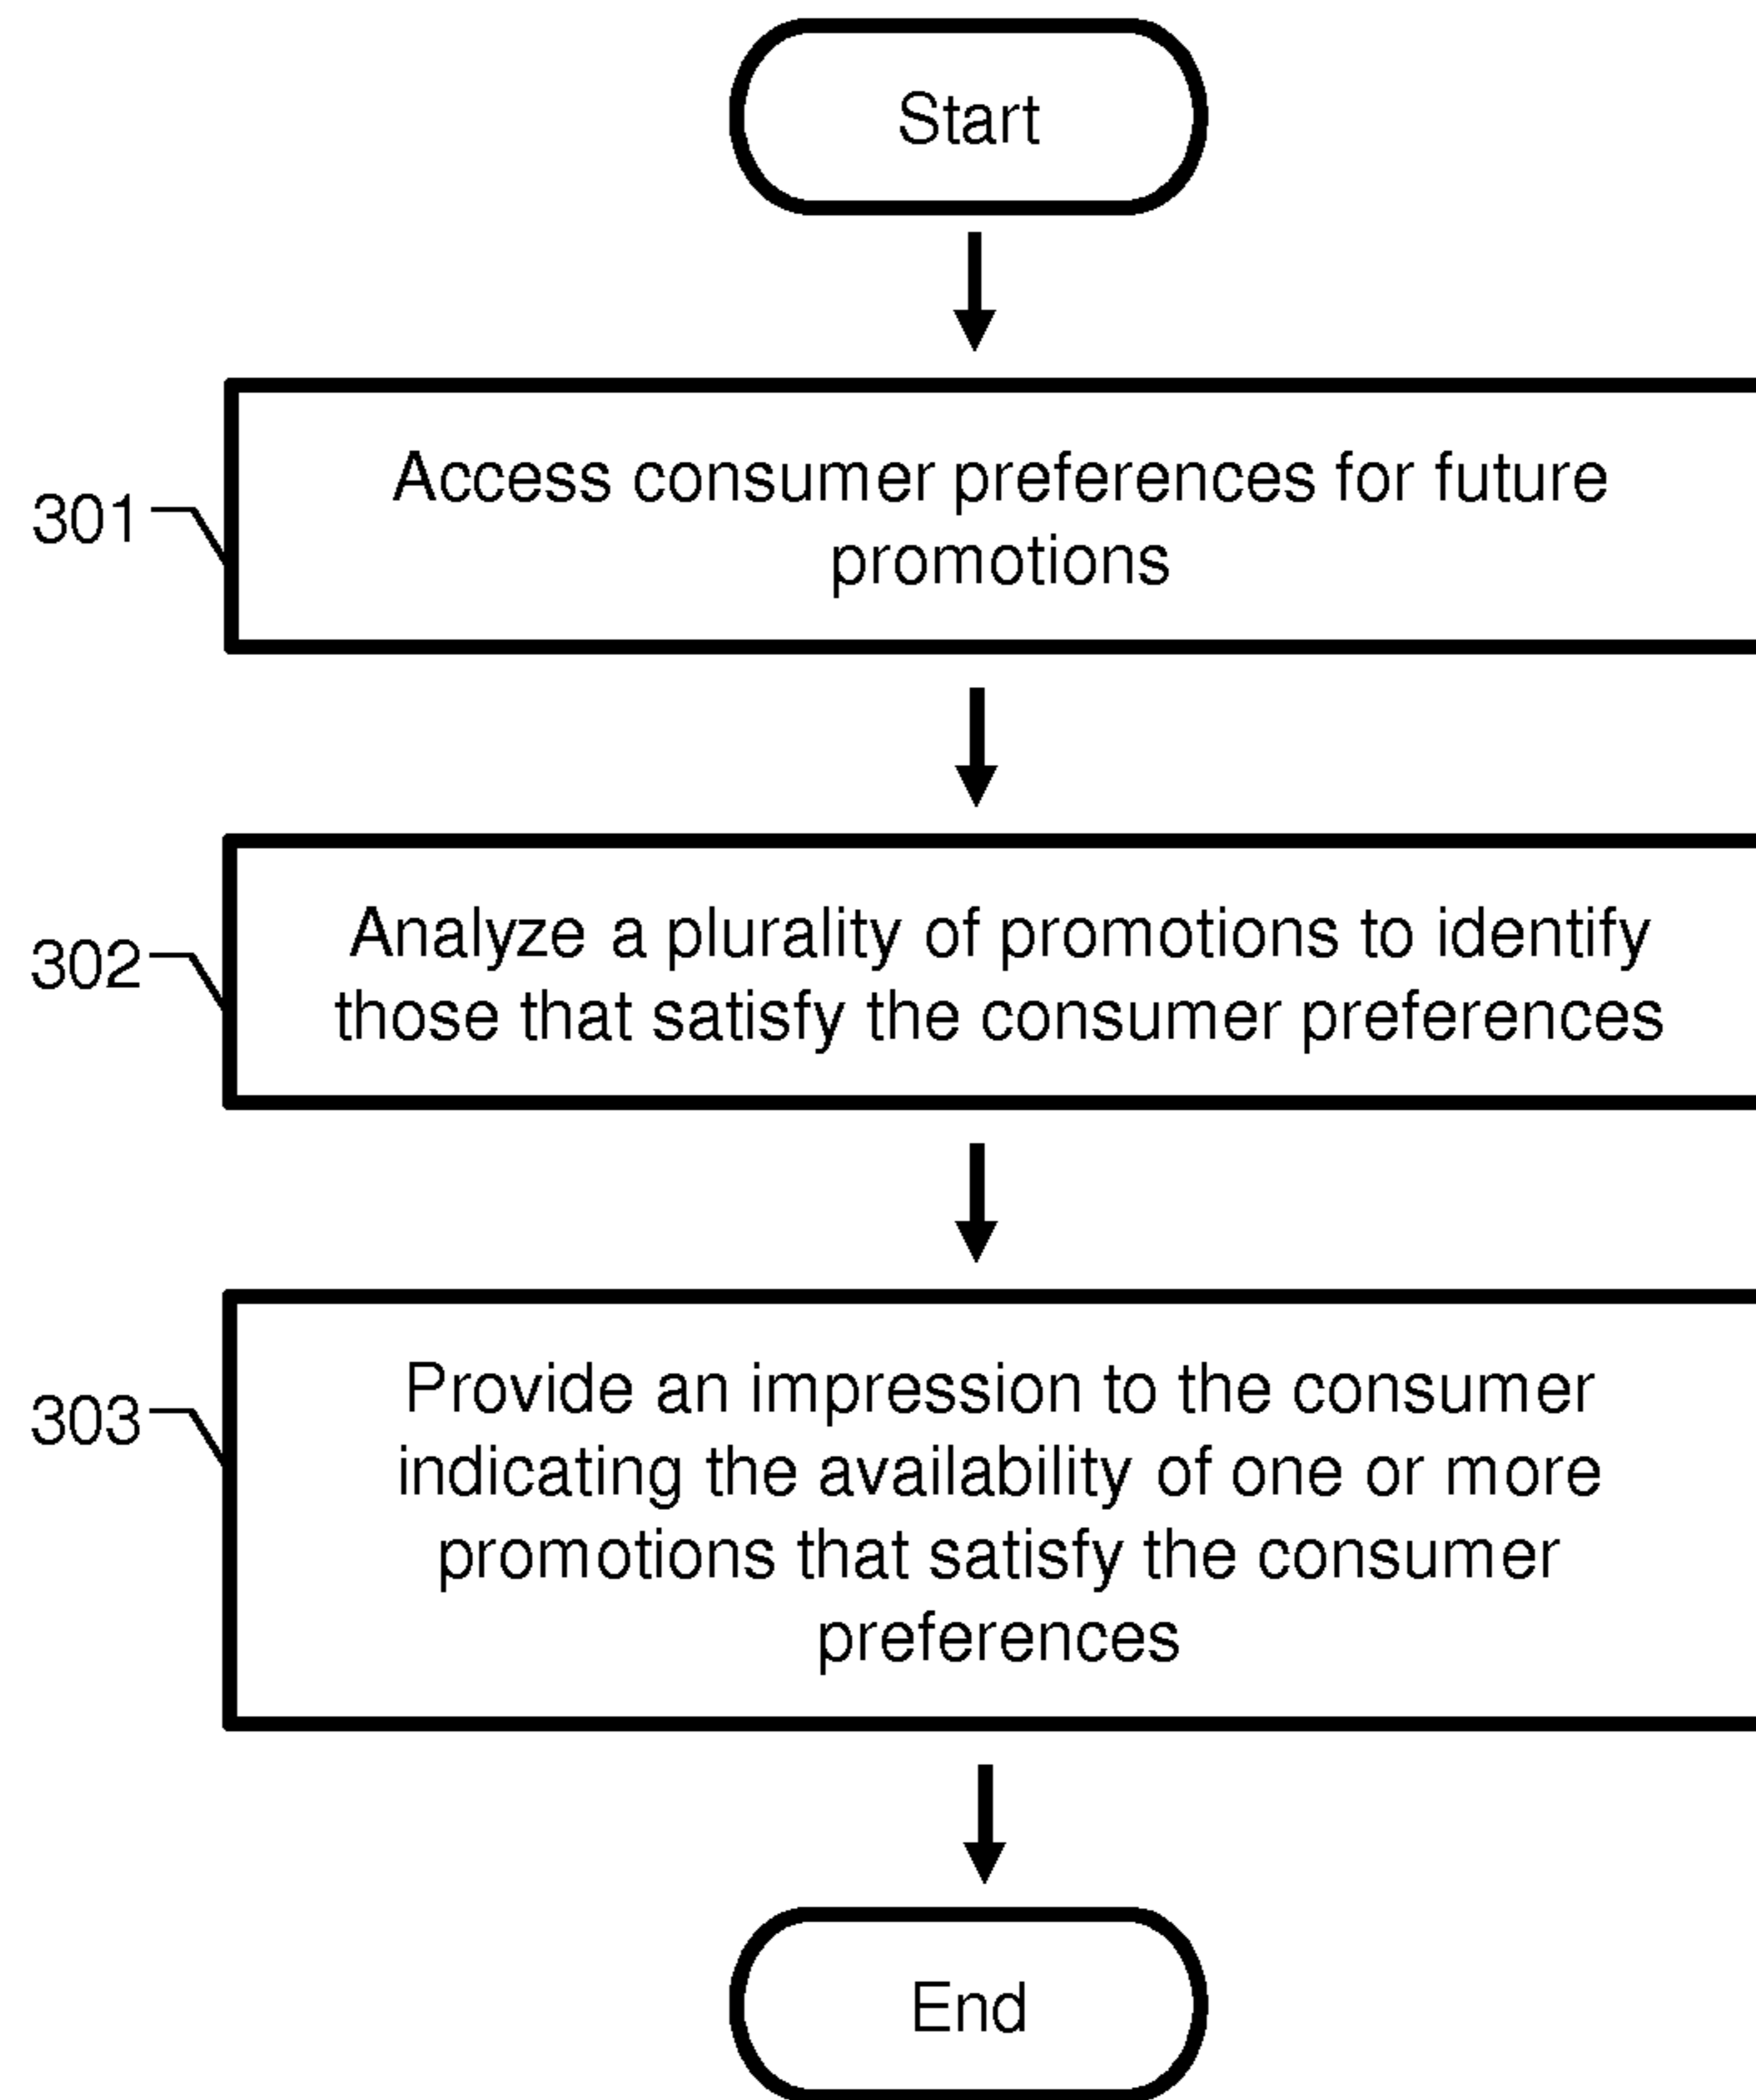 Start
301
Access consumer preferences for future
promotions
302
Analyze a plurality of promotions to identify
those that satisfy the consumer preferences
303
Provide an impression to the consumer
indicating the availability of one or more
promotions that satisfy the consumer
preferences
End